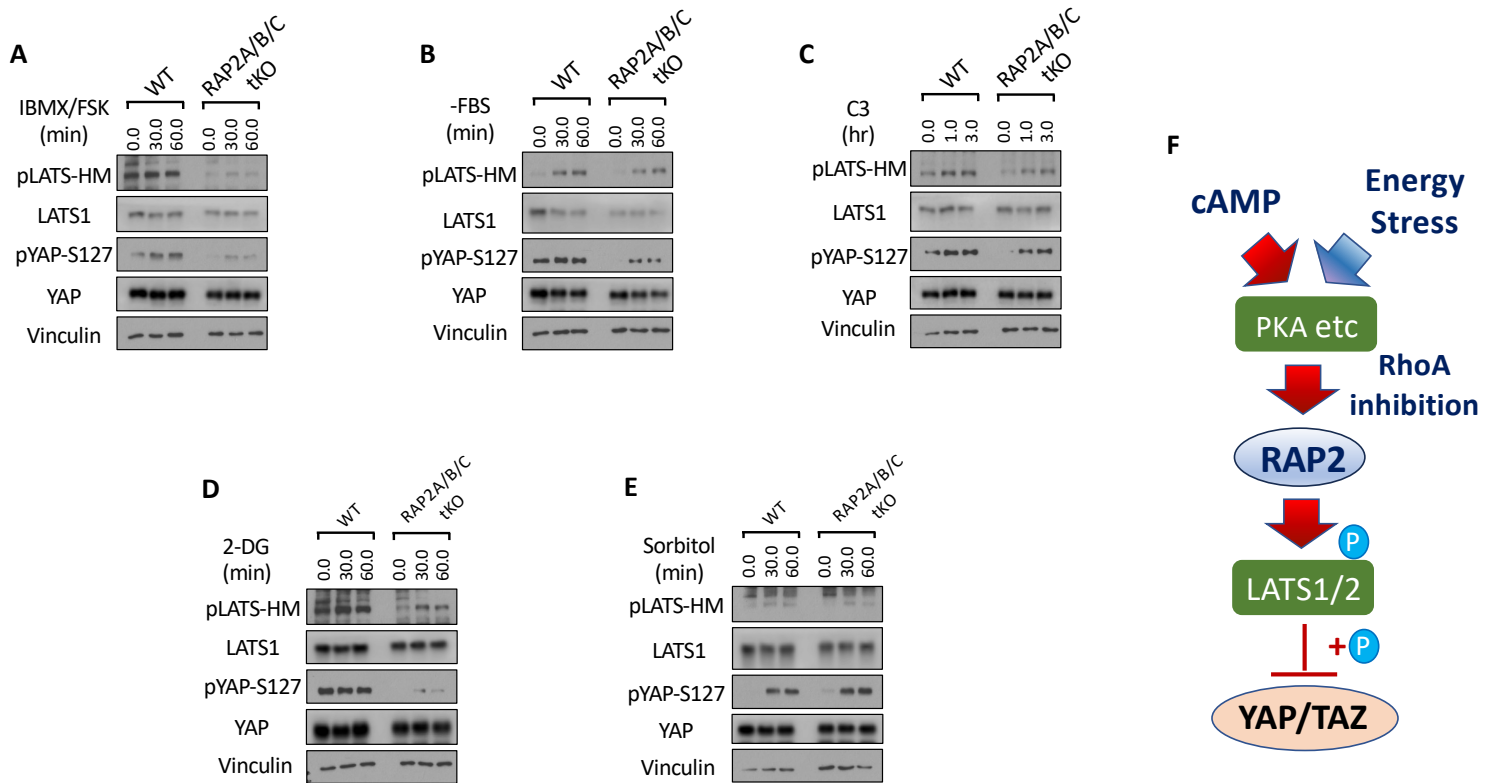 A
WT
RAP2A/B/C
tKO
IBMX/FSK
(min)
0.0 30.0 60.0 0.0 30.0 60.0
pLATS-HM
LATS1
pYAP-S127
YAP
Vinculin
B
WT
RAP2A/B/C
tKO
-FBS
(min)
0.0 30.0 60.0 0.0 30.0 60.0
pLATS-HM
LATS1
pYAP-S127
YAP
Vinculin
C
WT
RAP2A/B/C
tKO
C3
(hr)
0.0 1.0 3.0 0.0 1.0 3.0
pLATS-HM
LATS1
pYAP-S127
YAP
Vinculin
D
WT
RAP2A/B/C
tKO
2-DG
(min)
0.0 30.0 60.0 0.0 30.0 60.0
pLATS-HM
LATS1
pYAP-S127
YAP
Vinculin
E
WT
RAP2A/B/C
tKO
Sorbitol
(min)
0.0 30.0 60.0 0.0 30.0 60.0
pLATS-HM
LATS1
pYAP-S127
YAP
Vinculin
F
cAMP
Energy
Stress
PKA etc
RhoA
inhibition
RAP2
P
LATS1/2
+ P
YAP/TAZ